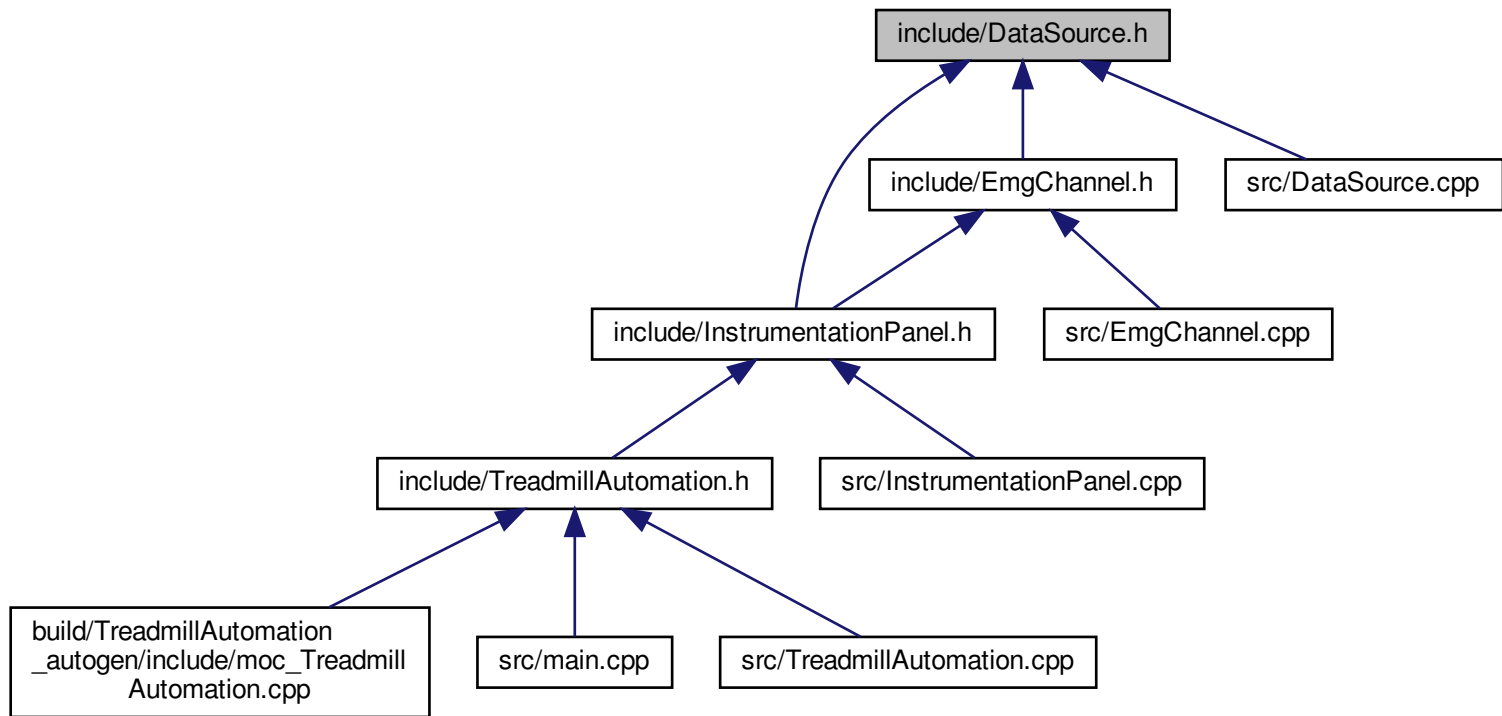 include/DataSource.h
include/EmgChannel.h
src/DataSource.cpp
include/InstrumentationPanel.h
src/EmgChannel.cpp
include/TreadmillAutomation.h
src/InstrumentationPanel.cpp
build/TreadmillAutomation
_autogen/include/moc_Treadmill
Automation.cpp
src/main.cpp
src/TreadmillAutomation.cpp